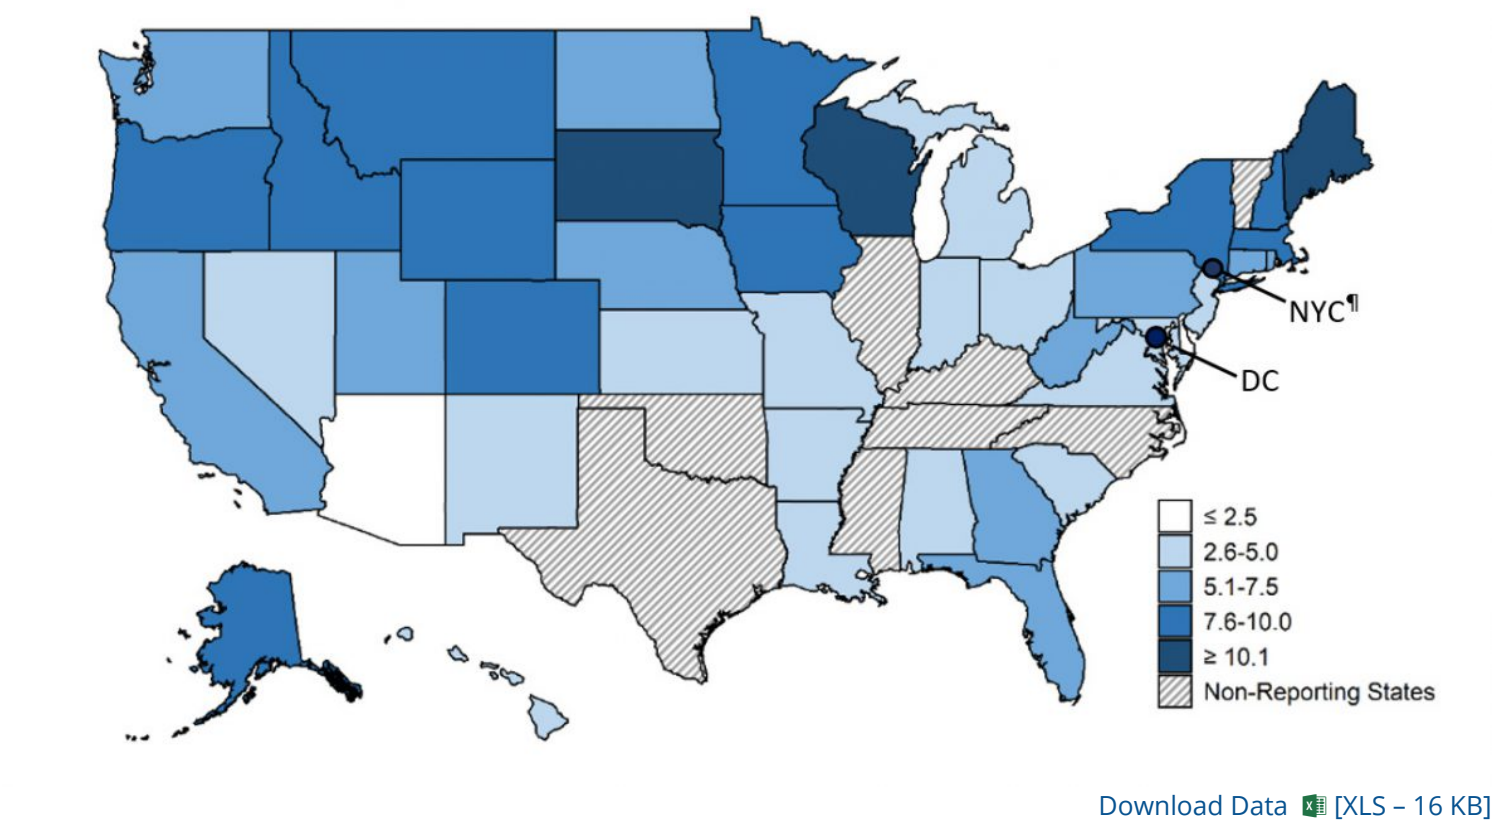 NYC¶
DC
≤ 2.5
2.6-5.0
5.1-7.5
7.6-10.0
≥ 10.1
Non-Reporting States
Download Data [XLS – 16 KB]